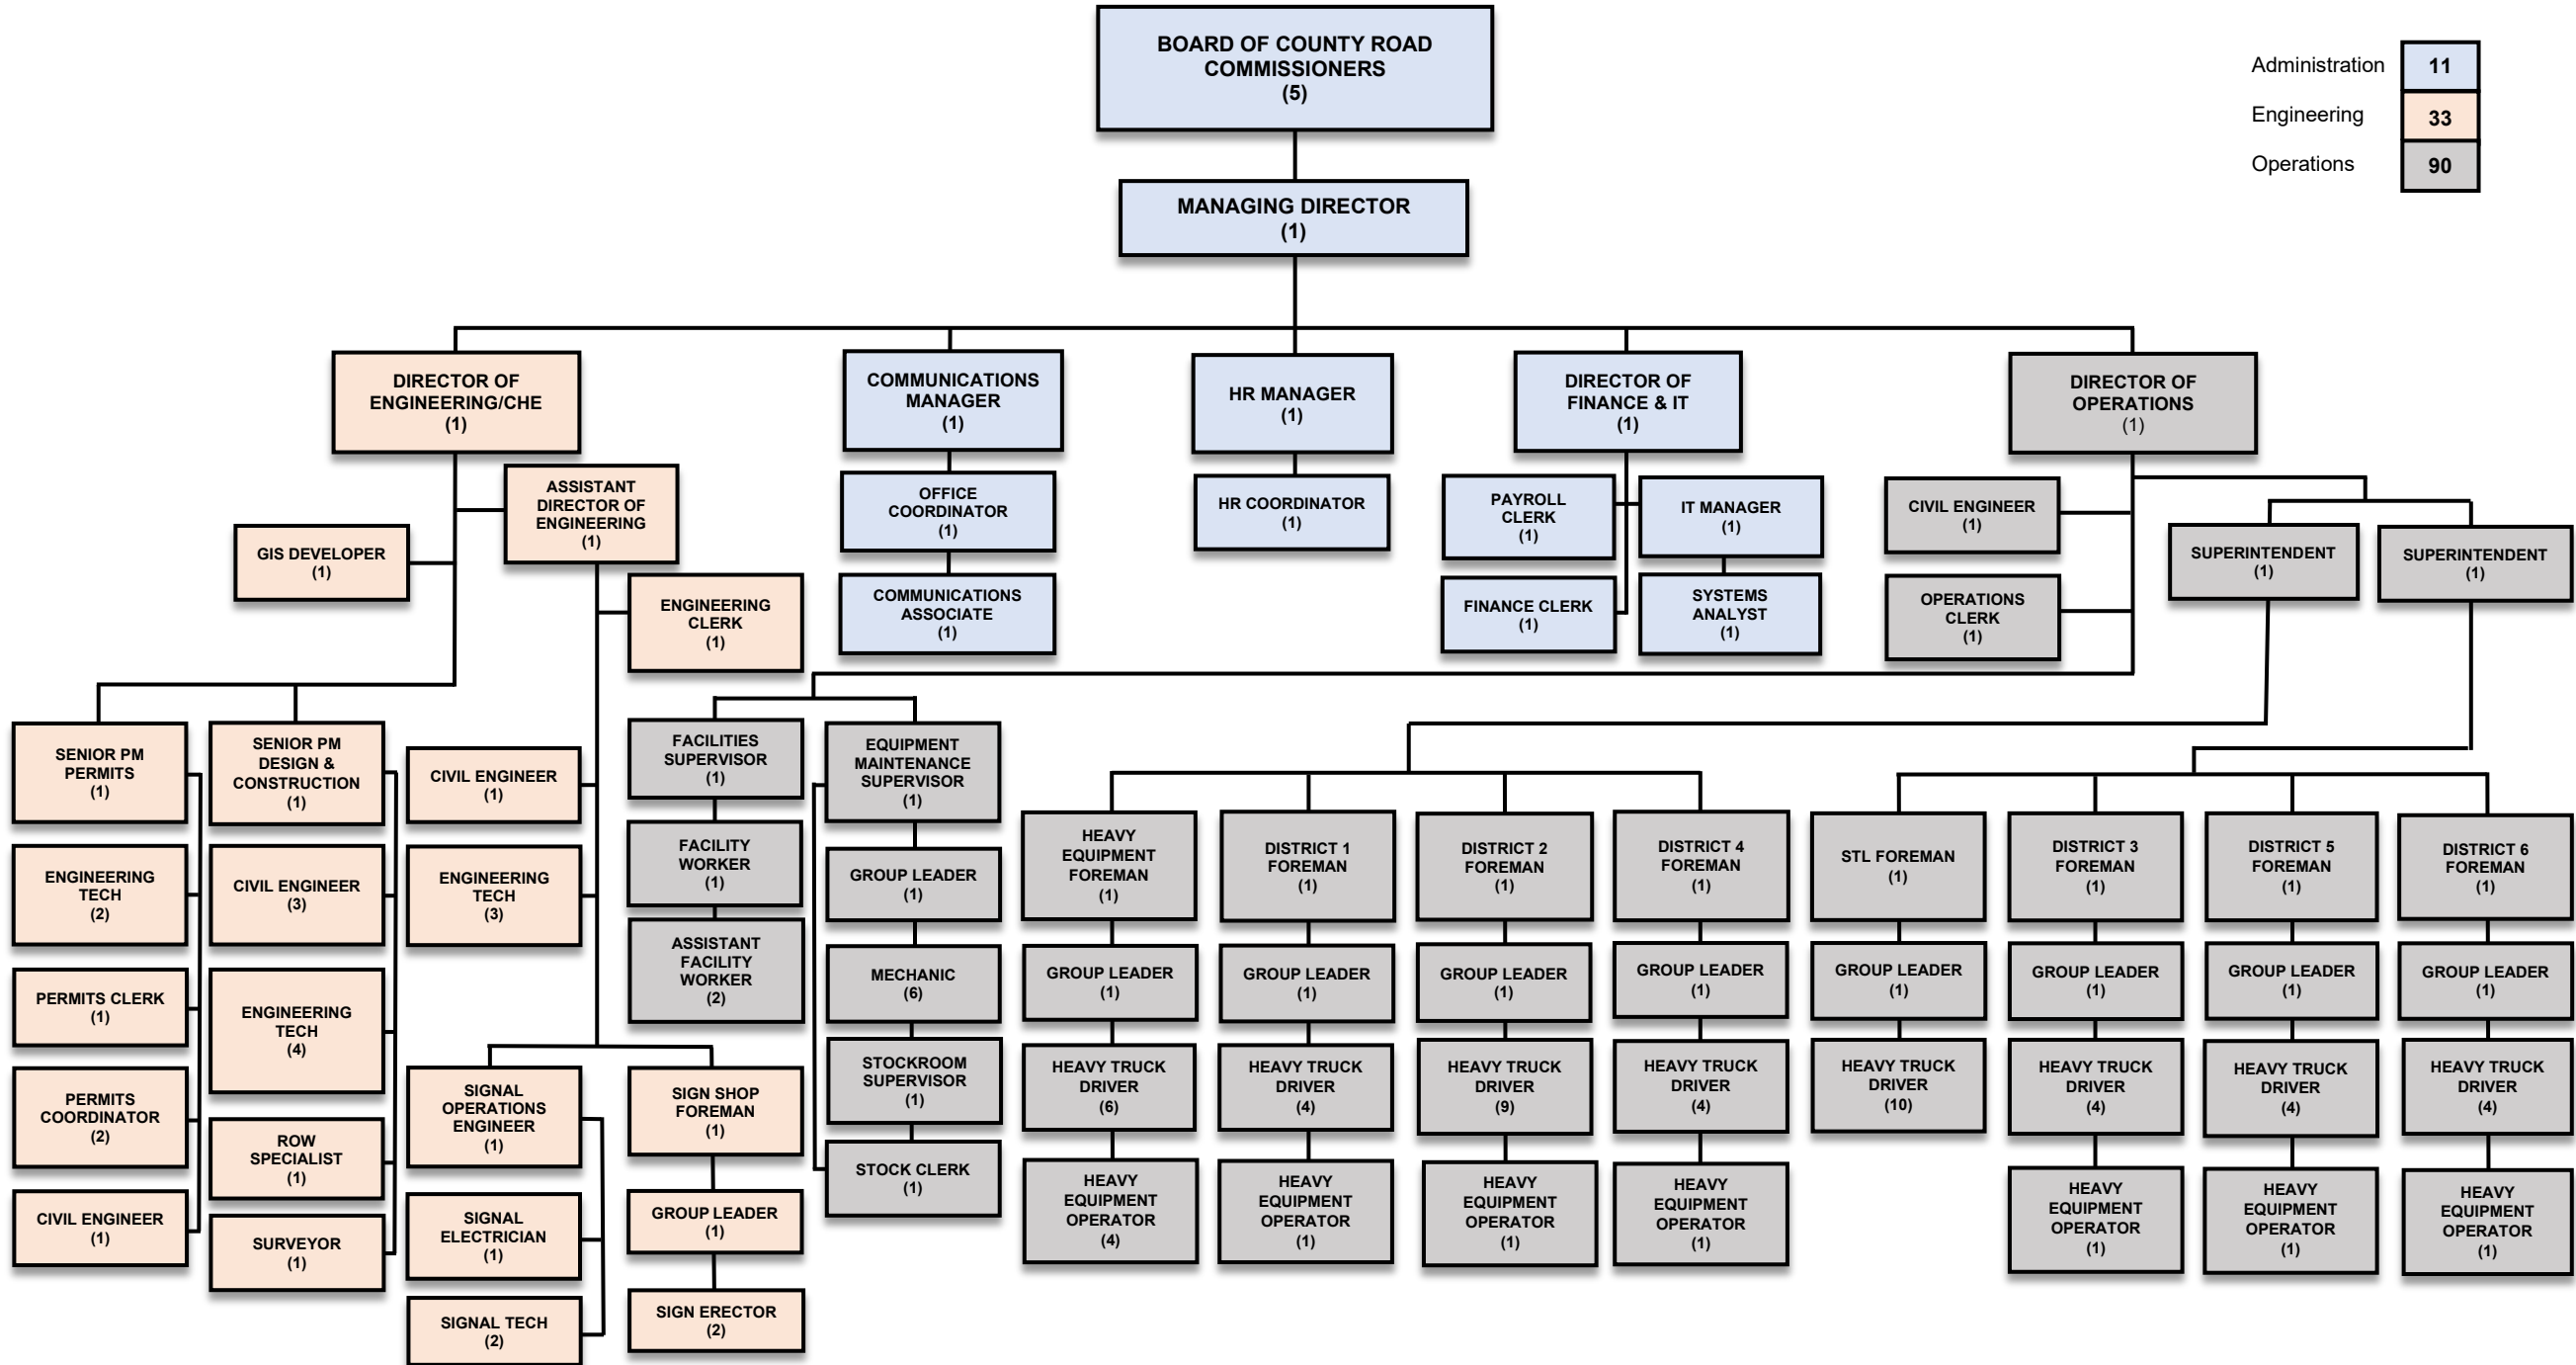 BOARD OF COUNTY ROAD
COMMISSIONERS
(5)
Administration 11
Engineering 33
Operations 90
MANAGING DIRECTOR
(1)
DIRECTOR OF
ENGINEERING/CHE
(1)
COMMUNICATIONS
MANAGER
(1)
HR MANAGER
(1)
DIRECTOR OF
FINANCE & IT
(1)
DIRECTOR OF
OPERATIONS
(1)
ASSISTANT
DIRECTOR OF
ENGINEERING
(1)
GIS DEVELOPER
(1)
ENGINEERING
CLERK
(1)
OFFICE
COORDINATOR
(1)
COMMUNICATIONS
ASSOCIATE
(1)
HR COORDINATOR
(1)
PAYROLL
CLERK
(1)
IT MANAGER
(1)
FINANCE CLERK
(1)
SYSTEMS
ANALYST
(1)
CIVIL ENGINEER
(1)
OPERATIONS
CLERK
(1)
SUPERINTENDENT
(1)
SUPERINTENDENT
(1)
SENIOR PM
PERMITS
(1)
ENGINEERING
TECH
(2)
PERMITS CLERK
(1)
PERMITS
COORDINATOR
(2)
CIVIL ENGINEER
(1)
SENIOR PM
DESIGN &
CONSTRUCTION
(1)
CIVIL ENGINEER
(3)
ENGINEERING
TECH
(4)
ROW
SPECIALIST
(1)
SURVEYOR
(1)
CIVIL ENGINEER
(1)
ENGINEERING
TECH
(3)
SIGNAL
OPERATIONS
ENGINEER
(1)
SIGNAL
ELECTRICIAN
(1)
SIGNAL TECH
(2)
SIGN SHOP
FOREMAN
(1)
GROUP LEADER
(1)
SIGN ERECTOR
(2)
FACILITIES
SUPERVISOR
(1)
FACILITY
WORKER
(1)
ASSISTANT
FACILITY
WORKER
(2)
EQUIPMENT
MAINTENANCE
SUPERVISOR
(1)
GROUP LEADER
(1)
MECHANIC
(6)
STOCKROOM
SUPERVISOR
(1)
STOCK CLERK
(1)
HEAVY
EQUIPMENT
FOREMAN
(1)
GROUP LEADER
(1)
HEAVY TRUCK
DRIVER
(6)
HEAVY
EQUIPMENT
OPERATOR
(4)
DISTRICT 1
FOREMAN
(1)
GROUP LEADER
(1)
HEAVY TRUCK
DRIVER
(4)
HEAVY
EQUIPMENT
OPERATOR
(1)
DISTRICT 2
FOREMAN
(1)
GROUP LEADER
(1)
HEAVY TRUCK
DRIVER
(9)
HEAVY
EQUIPMENT
OPERATOR
(1)
DISTRICT 4
FOREMAN
(1)
GROUP LEADER
(1)
HEAVY TRUCK
DRIVER
(4)
HEAVY
EQUIPMENT
OPERATOR
(1)
STL FOREMAN
(1)
GROUP LEADER
(1)
HEAVY TRUCK
DRIVER
(10)
DISTRICT 3
FOREMAN
(1)
GROUP LEADER
(1)
HEAVY TRUCK
DRIVER
(4)
HEAVY
EQUIPMENT
OPERATOR
(1)
DISTRICT 5
FOREMAN
(1)
GROUP LEADER
(1)
HEAVY TRUCK
DRIVER
(4)
HEAVY
EQUIPMENT
OPERATOR
(1)
DISTRICT 6
FOREMAN
(1)
GROUP LEADER
(1)
HEAVY TRUCK
DRIVER
(4)
HEAVY
EQUIPMENT
OPERATOR
(1)